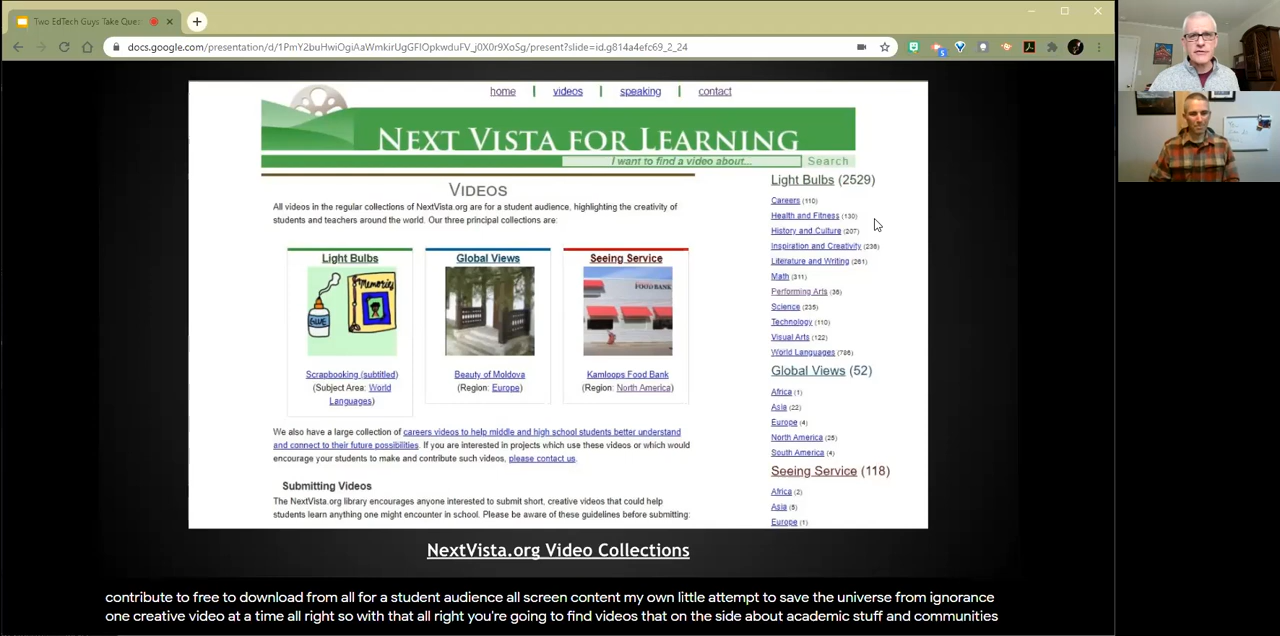 Two EdTech Guys Take Ques
docs.google.com/presentation/d/1PmY2buHwiOgiAaWmkirUgGFIOpkwduFV_j0X0r9XoSg/present?slide=id.g814a4efc69_2_24
home | videos | speaking | contact
NEXT VISTA FOR LEARNING
I want to find a video about... Search
VIDEOS
All videos in the regular collections of NextVista.org are for a student audience, highlighting the creativity of
students and teachers around the world. Our three principal collections are:
Light Bulbs
Memories
GLUE
Scrapbooking (subtitled)
(Subject Area: World
Languages)
Global Views
Beauty of Moldova
(Region: Europe)
Seeing Service
FOOD BANK
Kamloops Food Bank
(Region: North America)
We also have a large collection of careers videos to help middle and high school students better understand
and connect to their future possibilities. If you are interested in projects which use these videos or which would
encourage your students to make and contribute such videos, please contact us.
Submitting Videos
The NextVista.org library encourages anyone interested to submit short, creative videos that could help
students learn anything one might encounter in school. Please be aware of these guidelines before submitting:
Light Bulbs (2529)
Careers (110)
Health and Fitness (130)
History and Culture (207)
Inspiration and Creativity (236)
Literature and Writing (261)
Math (311)
Performing Arts (36)
Science (235)
Technology (110)
Visual Arts (122)
World Languages (786)
Global Views (52)
Africa (1)
Asia (22)
Europe (4)
North America (25)
South America (4)
Seeing Service (118)
Africa (2)
Asia (5)
Europe (1)
NextVista.org Video Collections
contribute to free to download from all for a student audience all screen content my own little attempt to save the universe from ignorance
one creative video at a time all right so with that all right you're going to find videos that on the side about academic stuff and communities